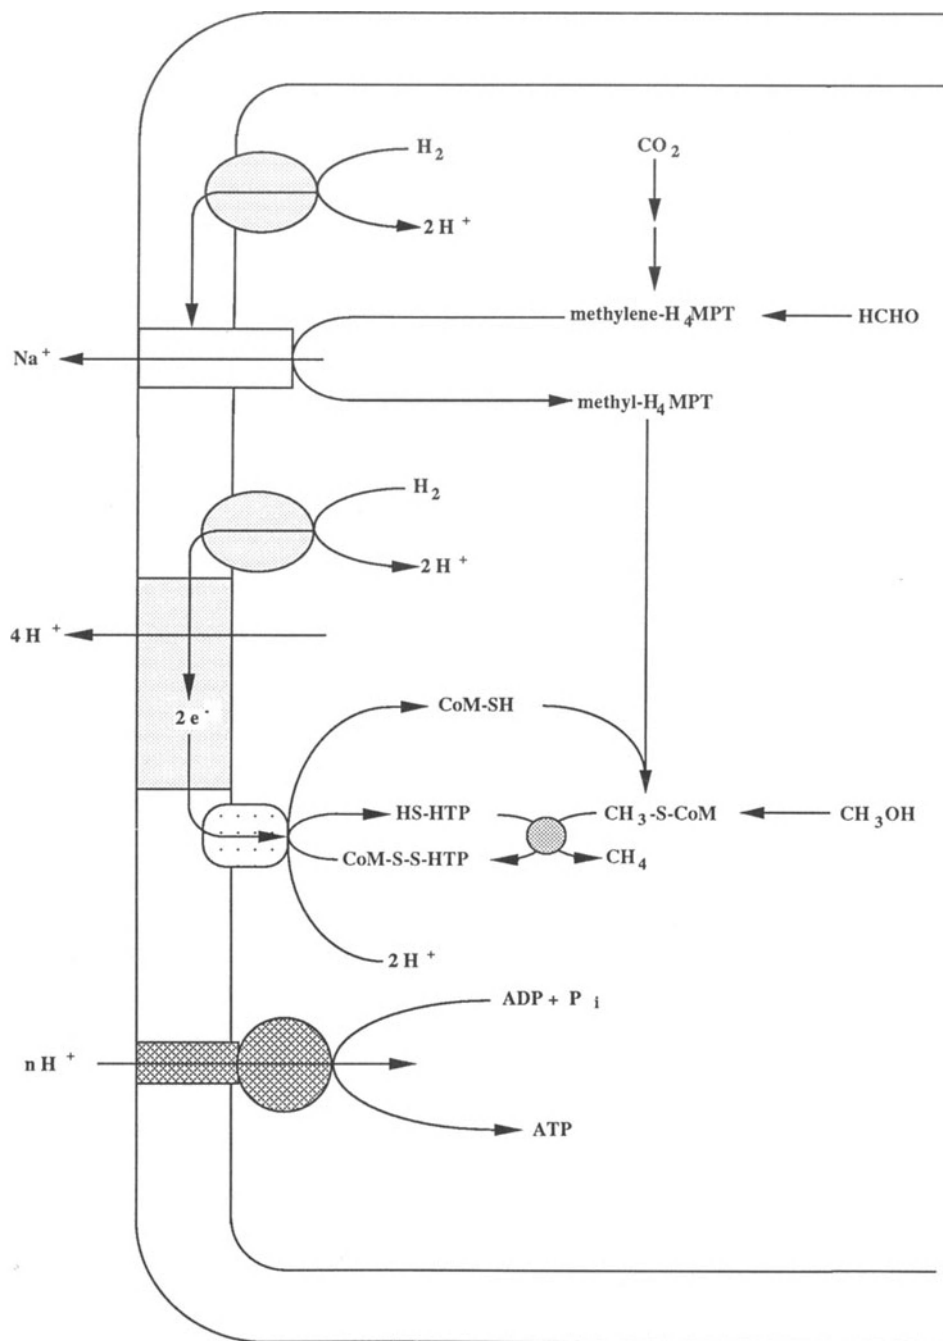 H₂
CO₂
2 H⁺
methylene-H₄MPT
HCHO
Na⁺
methyl-H₄MPT
H₂
2 H⁺
4 H⁺
CoM-SH
2 e⁻
HS-HTP
CH₃-S-CoM
CH₃OH
CoM-S-S-HTP
CH₄
2 H⁺
ADP + Pᵢ
n H⁺
ATP